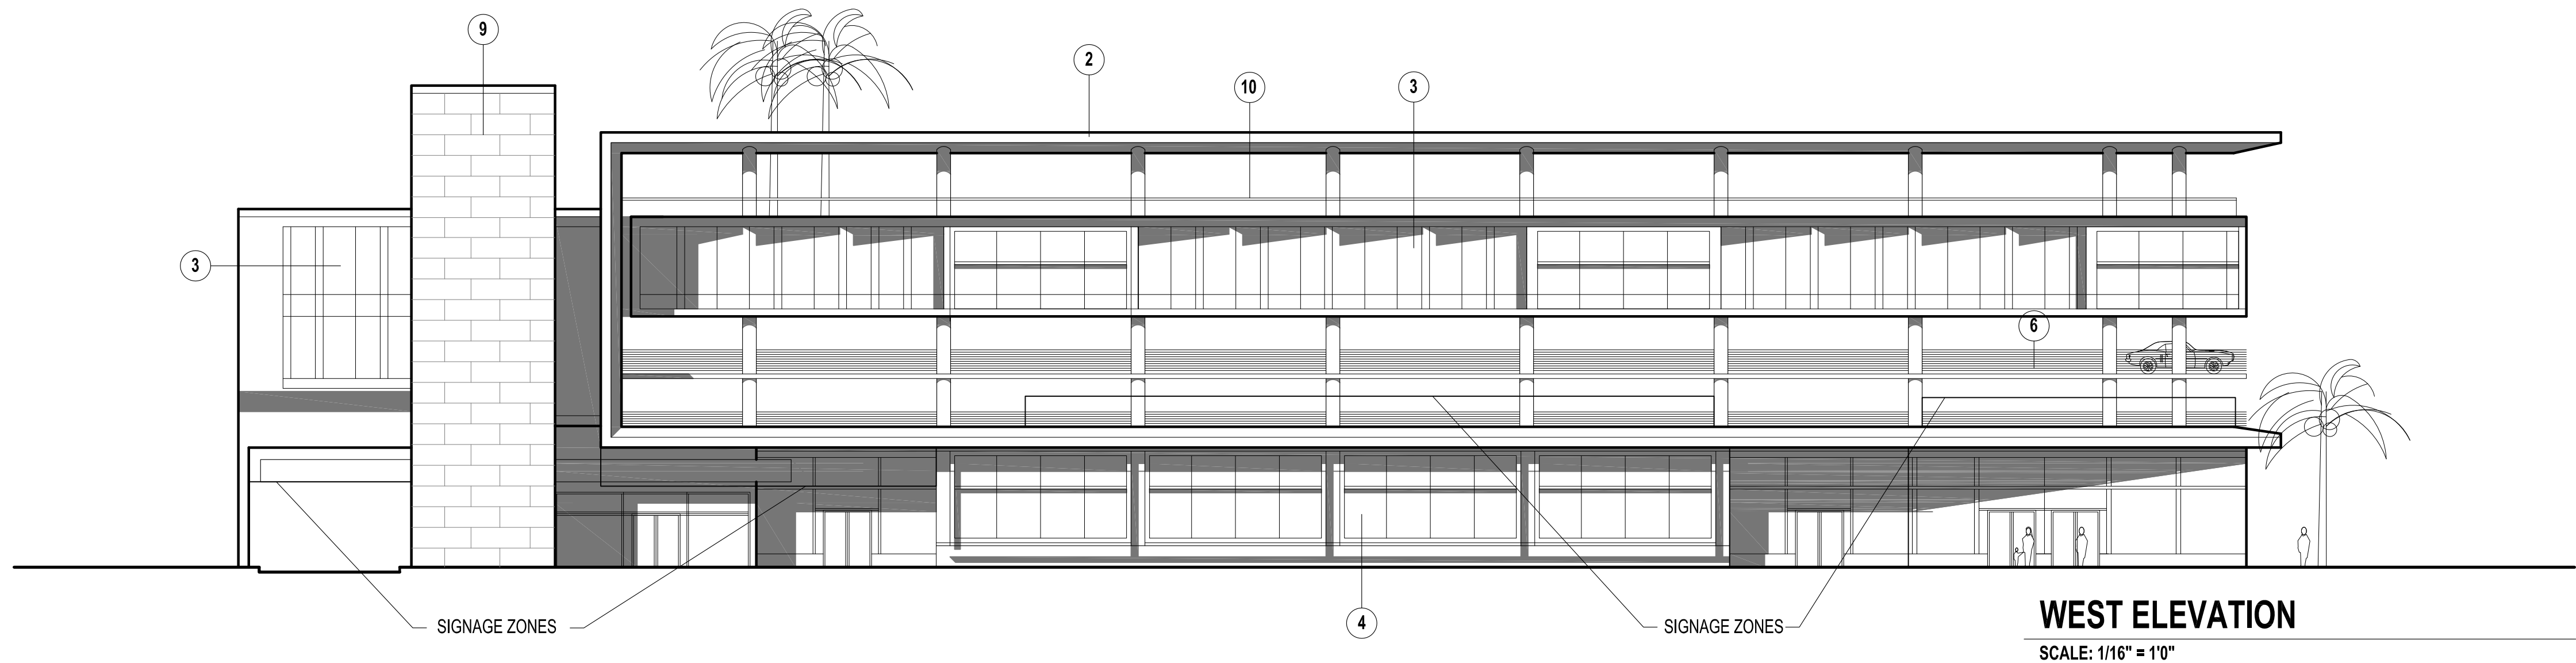 9
2
10
3
3
6
4
SIGNAGE ZONES
SIGNAGE ZONES
WEST ELEVATION
SCALE: 1/16" = 1'0"